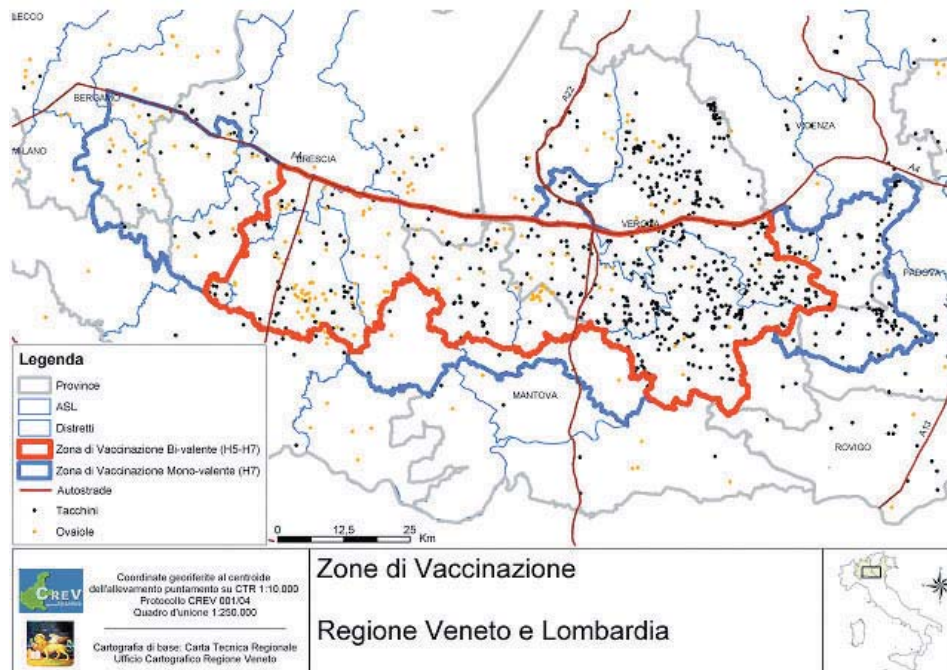 LECCO
BERGAMO
MILANO
A4
BRESCIA
A22
VICENZA
A4
VERONA
PADOVA
MANTOVA
ROVIGO
A13
Legenda
Province
ASL
Distretti
Zona di Vaccinazione Bi-valente (H5-H7)
Zona di Vaccinazione Mono-valente (H7)
Autostrade
Tacchini
Ovaiole
0 12,5 25
Km
CREV
Coordinate georiferite al centroide
dell'allevamento puntamento su CTR 1:10.000
Protocollo CREV 001/04
Quadro d'unione 1:250.000
Cartografia di base: Carta Tecnica Regionale
Ufficio Cartografico Regione Veneto
Zone di Vaccinazione
Regione Veneto e Lombardia